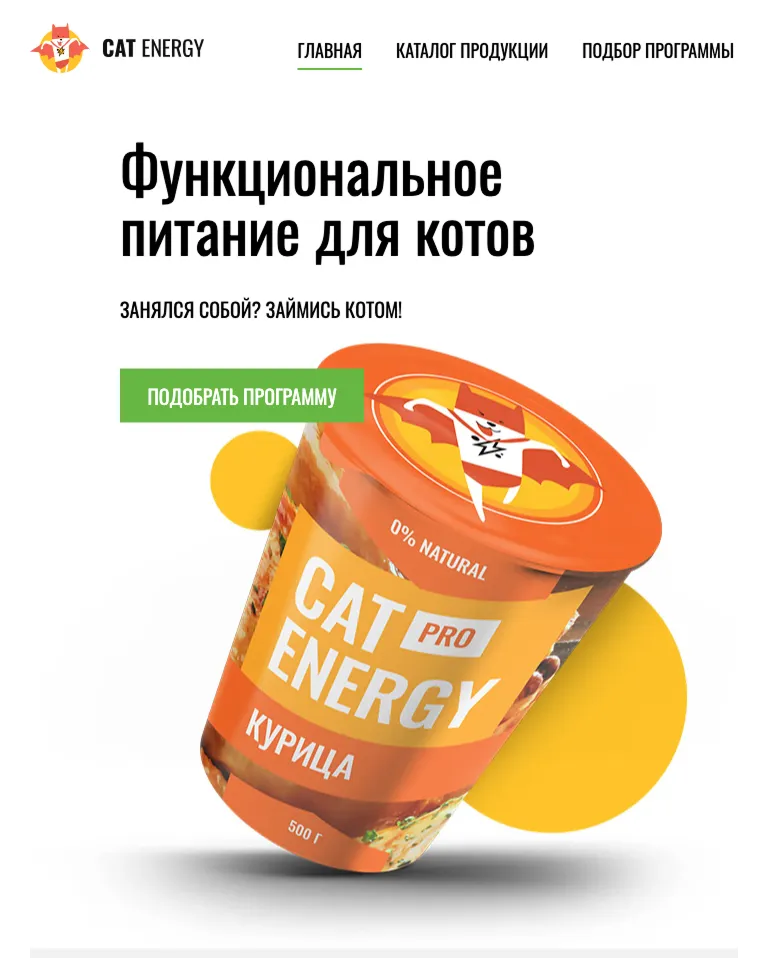 CAT ENERGY
ГЛАВНАЯ
КАТАЛОГ ПРОДУКЦИИ
ПОДБОР ПРОГРАММЫ
Функциональное
питание для котов
ЗАНЯЛСЯ СОБОЙ? ЗАЙМИСЬ КОТОМ!
ПОДОБРАТЬ ПРОГРАММУ
0% NATURAL
CAT PRO
ENERGY
КУРИЦА
500 Г